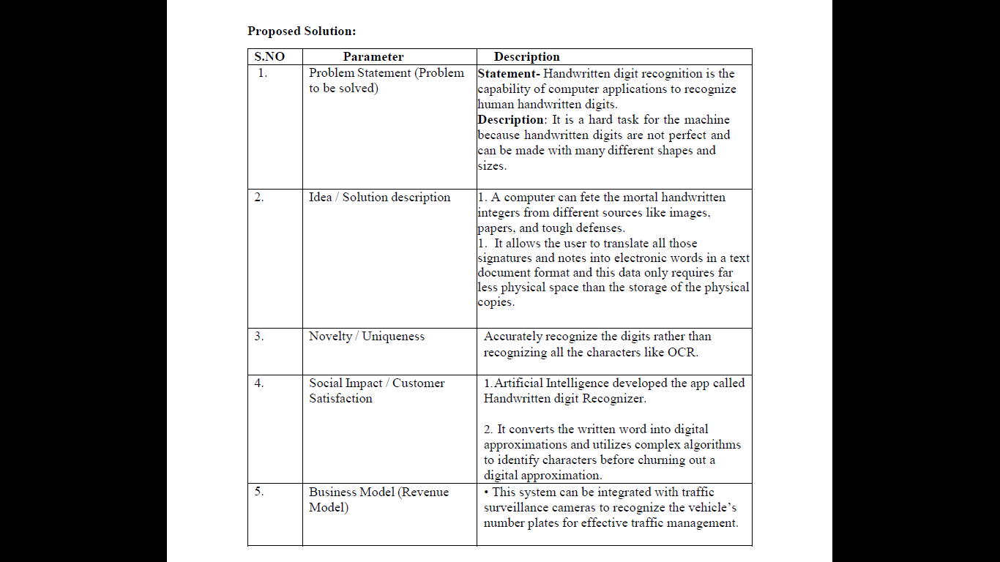 Proposed Solution:
S.NO Parameter Description
1. Problem Statement (Problem to be solved) Statement- Handwritten digit recognition is the
capability of computer applications to recognize
human handwritten digits.
Description: It is a hard task for the machine
because handwritten digits are not perfect and
can be made with many different shapes and
sizes.
2. Idea / Solution description 1. A computer can fete the mortal handwritten
integers from different sources like images,
papers, and tough defenses.
1. It allows the user to translate all those
signatures and notes into electronic words in a text
document format and this data only requires far
less physical space than the storage of the physical
copies.
3. Novelty / Uniqueness Accurately recognize the digits rather than
recognizing all the characters like OCR.
4. Social Impact / Customer Satisfaction 1.Artificial Intelligence developed the app called
Handwritten digit Recognizer.
2. It converts the written word into digital
approximations and utilizes complex algorithms
to identify characters before churning out a
digital approximation.
5. Business Model (Revenue Model) • This system can be integrated with traffic
surveillance cameras to recognize the vehicle’s
number plates for effective traffic management.